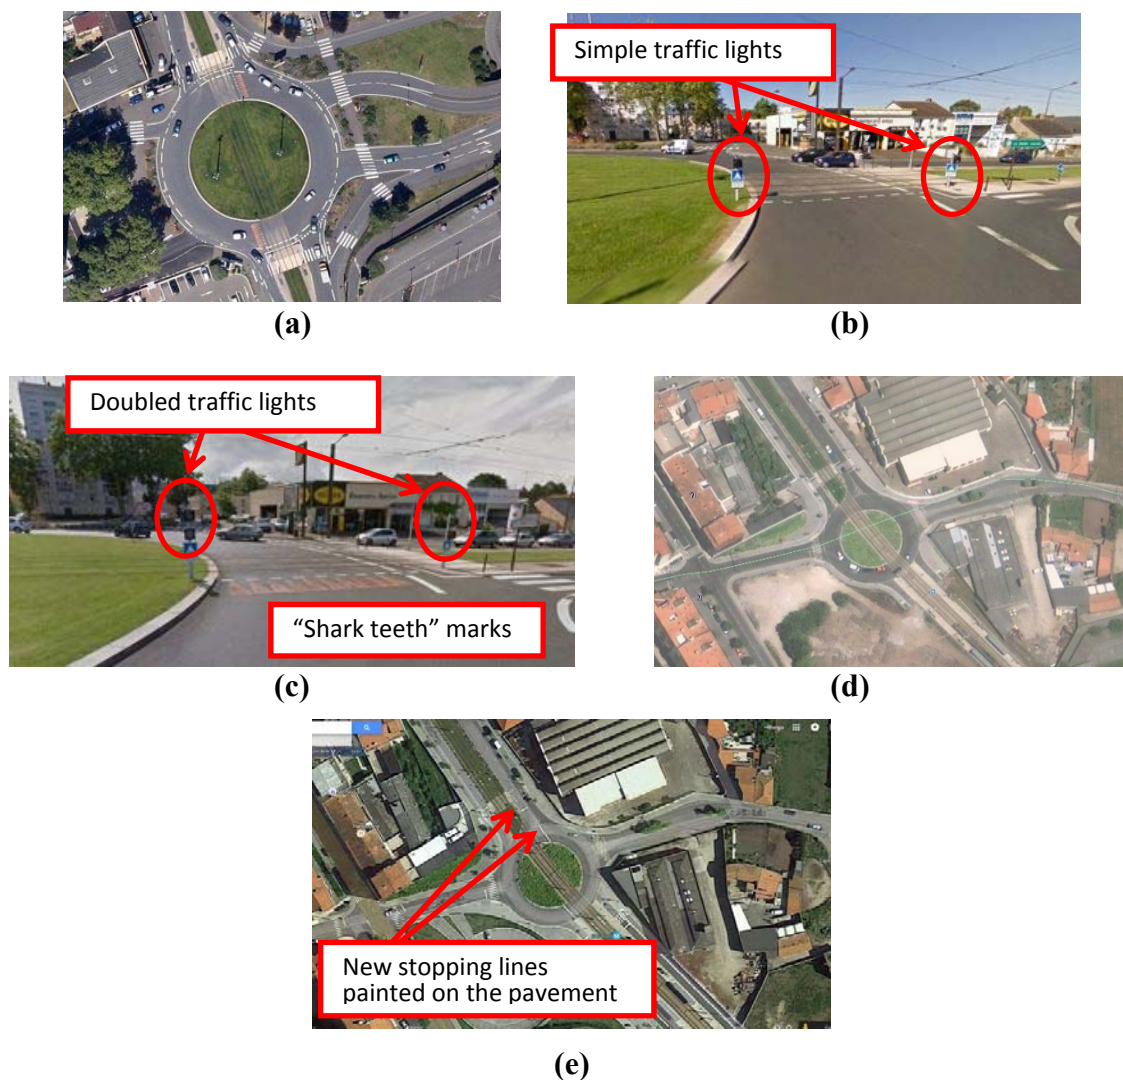 Simple traffic lights
(a)
(b)
Doubled traffic lights
“Shark teeth” marks
(c)
(d)
New stopping lines
painted on the pavement
(e)